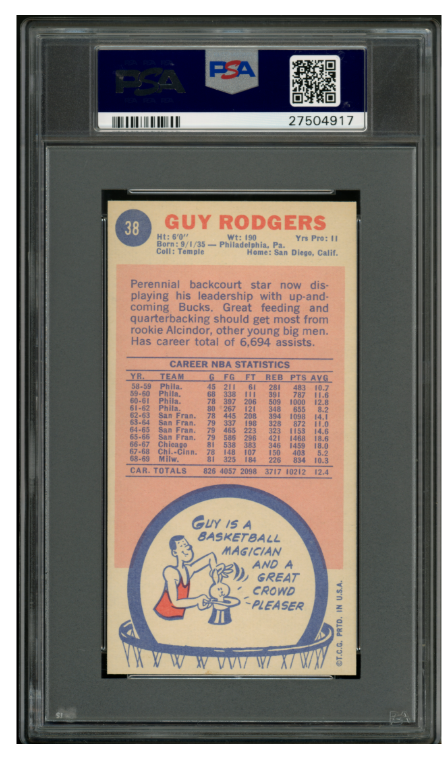 PSA
PSA
27504917
38
GUY RODGERS
Ht: 6'0" Wt: 190 Yrs Pro: 11
Born: 9/1/35 — Philadelphia, Pa.
Coll: Temple Home: San Diego, Calif.
Perennial backcourt star now dis-
playing his leadership with up-and-
coming Bucks. Great feeding and
quarterbacking should get most from
rookie Alcindor, other young big men.
Has career total of 6,694 assists.
CAREER NBA STATISTICS
YR. TEAM G FG FT REB PTS AVG
58-59 Phila. 45 211 61 281 483 10.7
59-60 Phila. 68 338 111 391 787 11.6
60-61 Phila. 78 397 206 509 1000 12.8
61-62 Phila. 80 267 121 348 655 8.2
62-63 San Fran. 78 445 208 394 1098 14.1
63-64 San Fran. 79 337 198 328 872 11.0
64-65 San Fran. 79 465 223 323 1153 14.6
65-66 San Fran. 79 586 296 421 1468 18.6
66-67 Chicago 81 538 383 346 1459 18.0
67-68 Chi.-Cinn. 78 148 107 150 403 5.2
68-69 Milw. 81 325 184 226 834 10.3
CAR. TOTALS 826 4057 2098 3717 10212 12.4
GUY IS A
BASKETBALL
MAGICIAN
AND A
GREAT
CROWD
PLEASER
©T.C.G. PRTD. IN U.S.A.
PSA